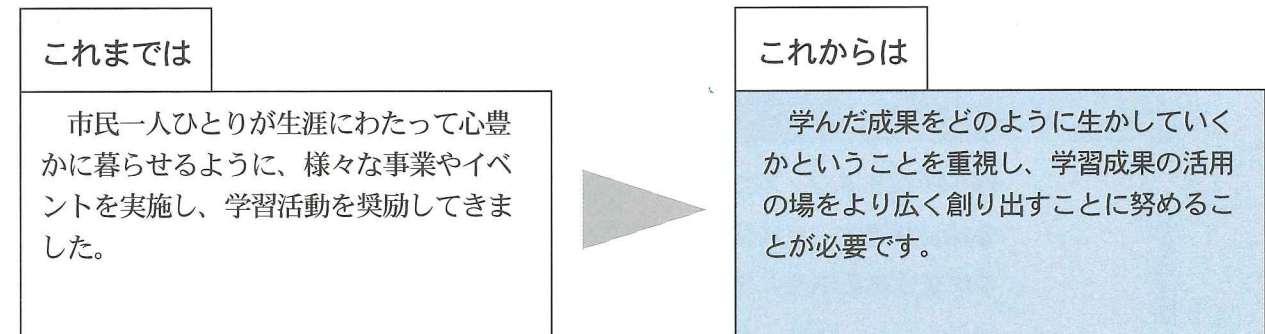 これまでは
市民一人ひとりが生涯にわたって心豊
かに暮らせるように、様々な事業やイベ
ントを実施し、学習活動を奨励してきま
した。
これからは
学んだ成果をどのように生かしていく
かということを重視し、学習成果の活用
の場をより広く創り出すことに努めるこ
とが必要です。